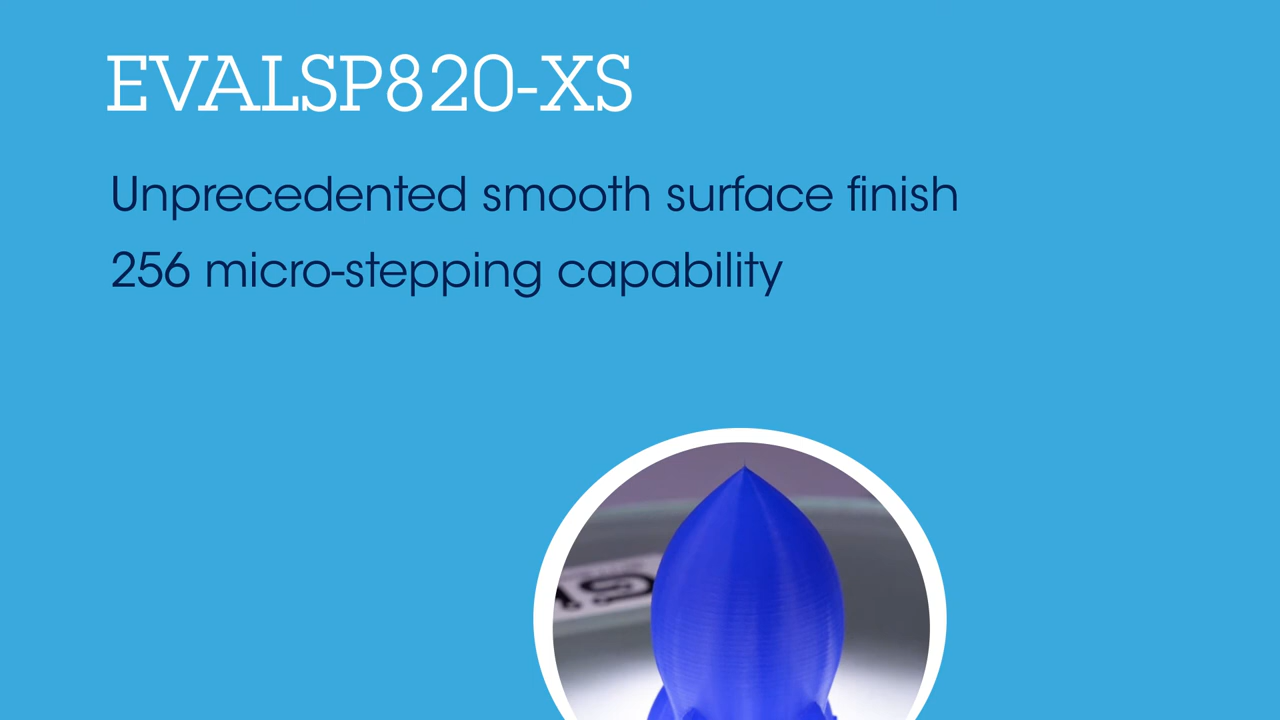 EVALSP820-XS
Unprecedented smooth surface finish
256 micro-stepping capability